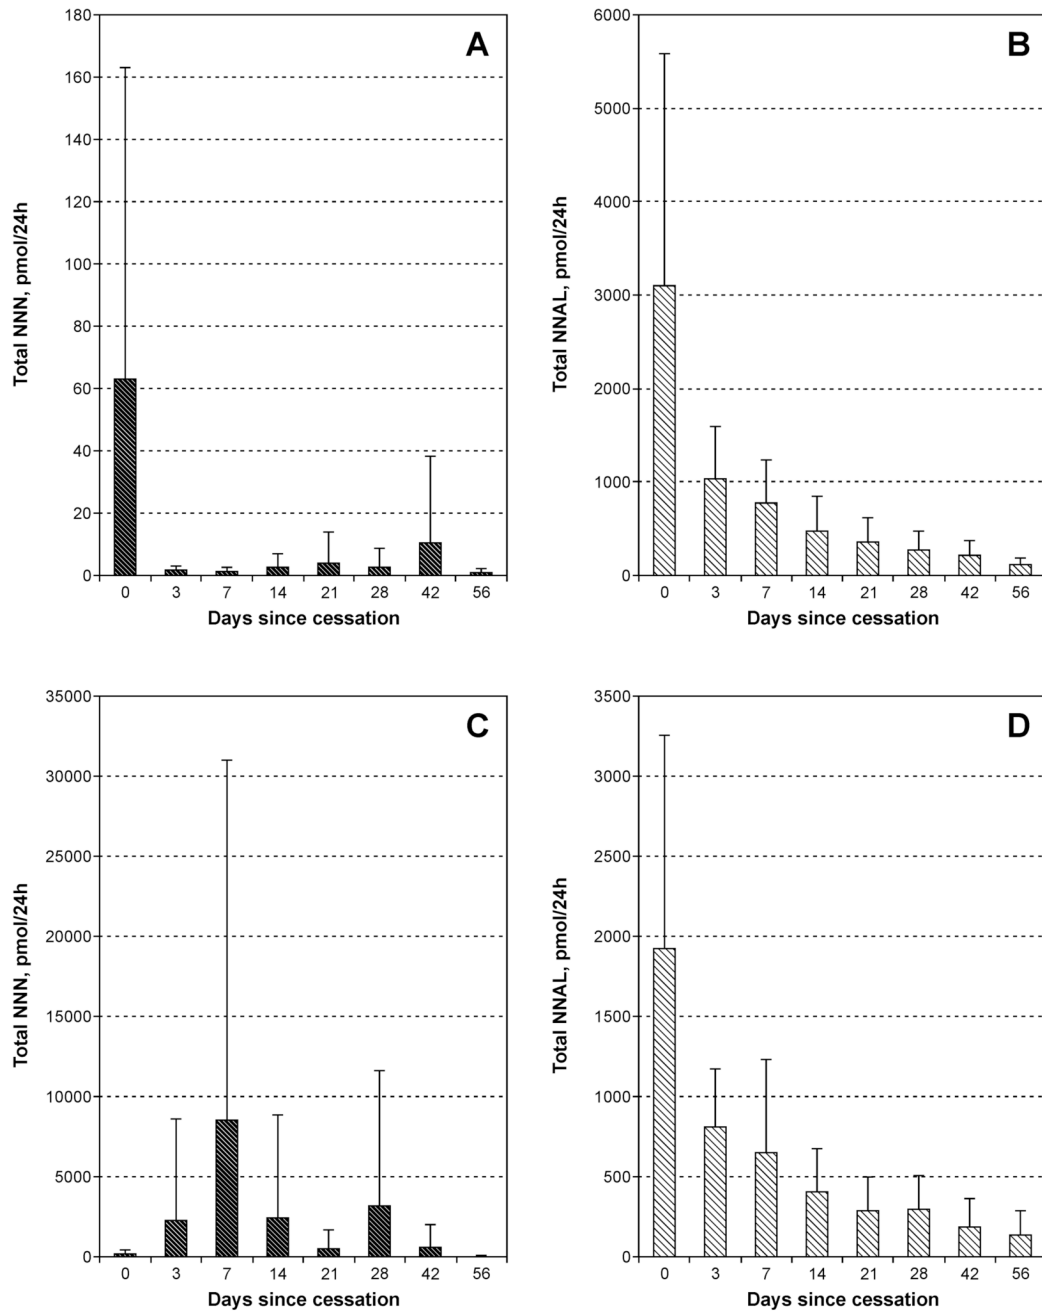 A
Total NNN, pmol/24h
180
160
140
120
100
80
60
40
20
0
0 3 7 14 21 28 42 56
Days since cessation
B
Total NNAL, pmol/24h
6000
5000
4000
3000
2000
1000
0
0 3 7 14 21 28 42 56
Days since cessation
C
Total NNN, pmol/24h
35000
30000
25000
20000
15000
10000
5000
0
0 3 7 14 21 28 42 56
Days since cessation
D
Total NNAL, pmol/24h
3500
3000
2500
2000
1500
1000
500
0
0 3 7 14 21 28 42 56
Days since cessation